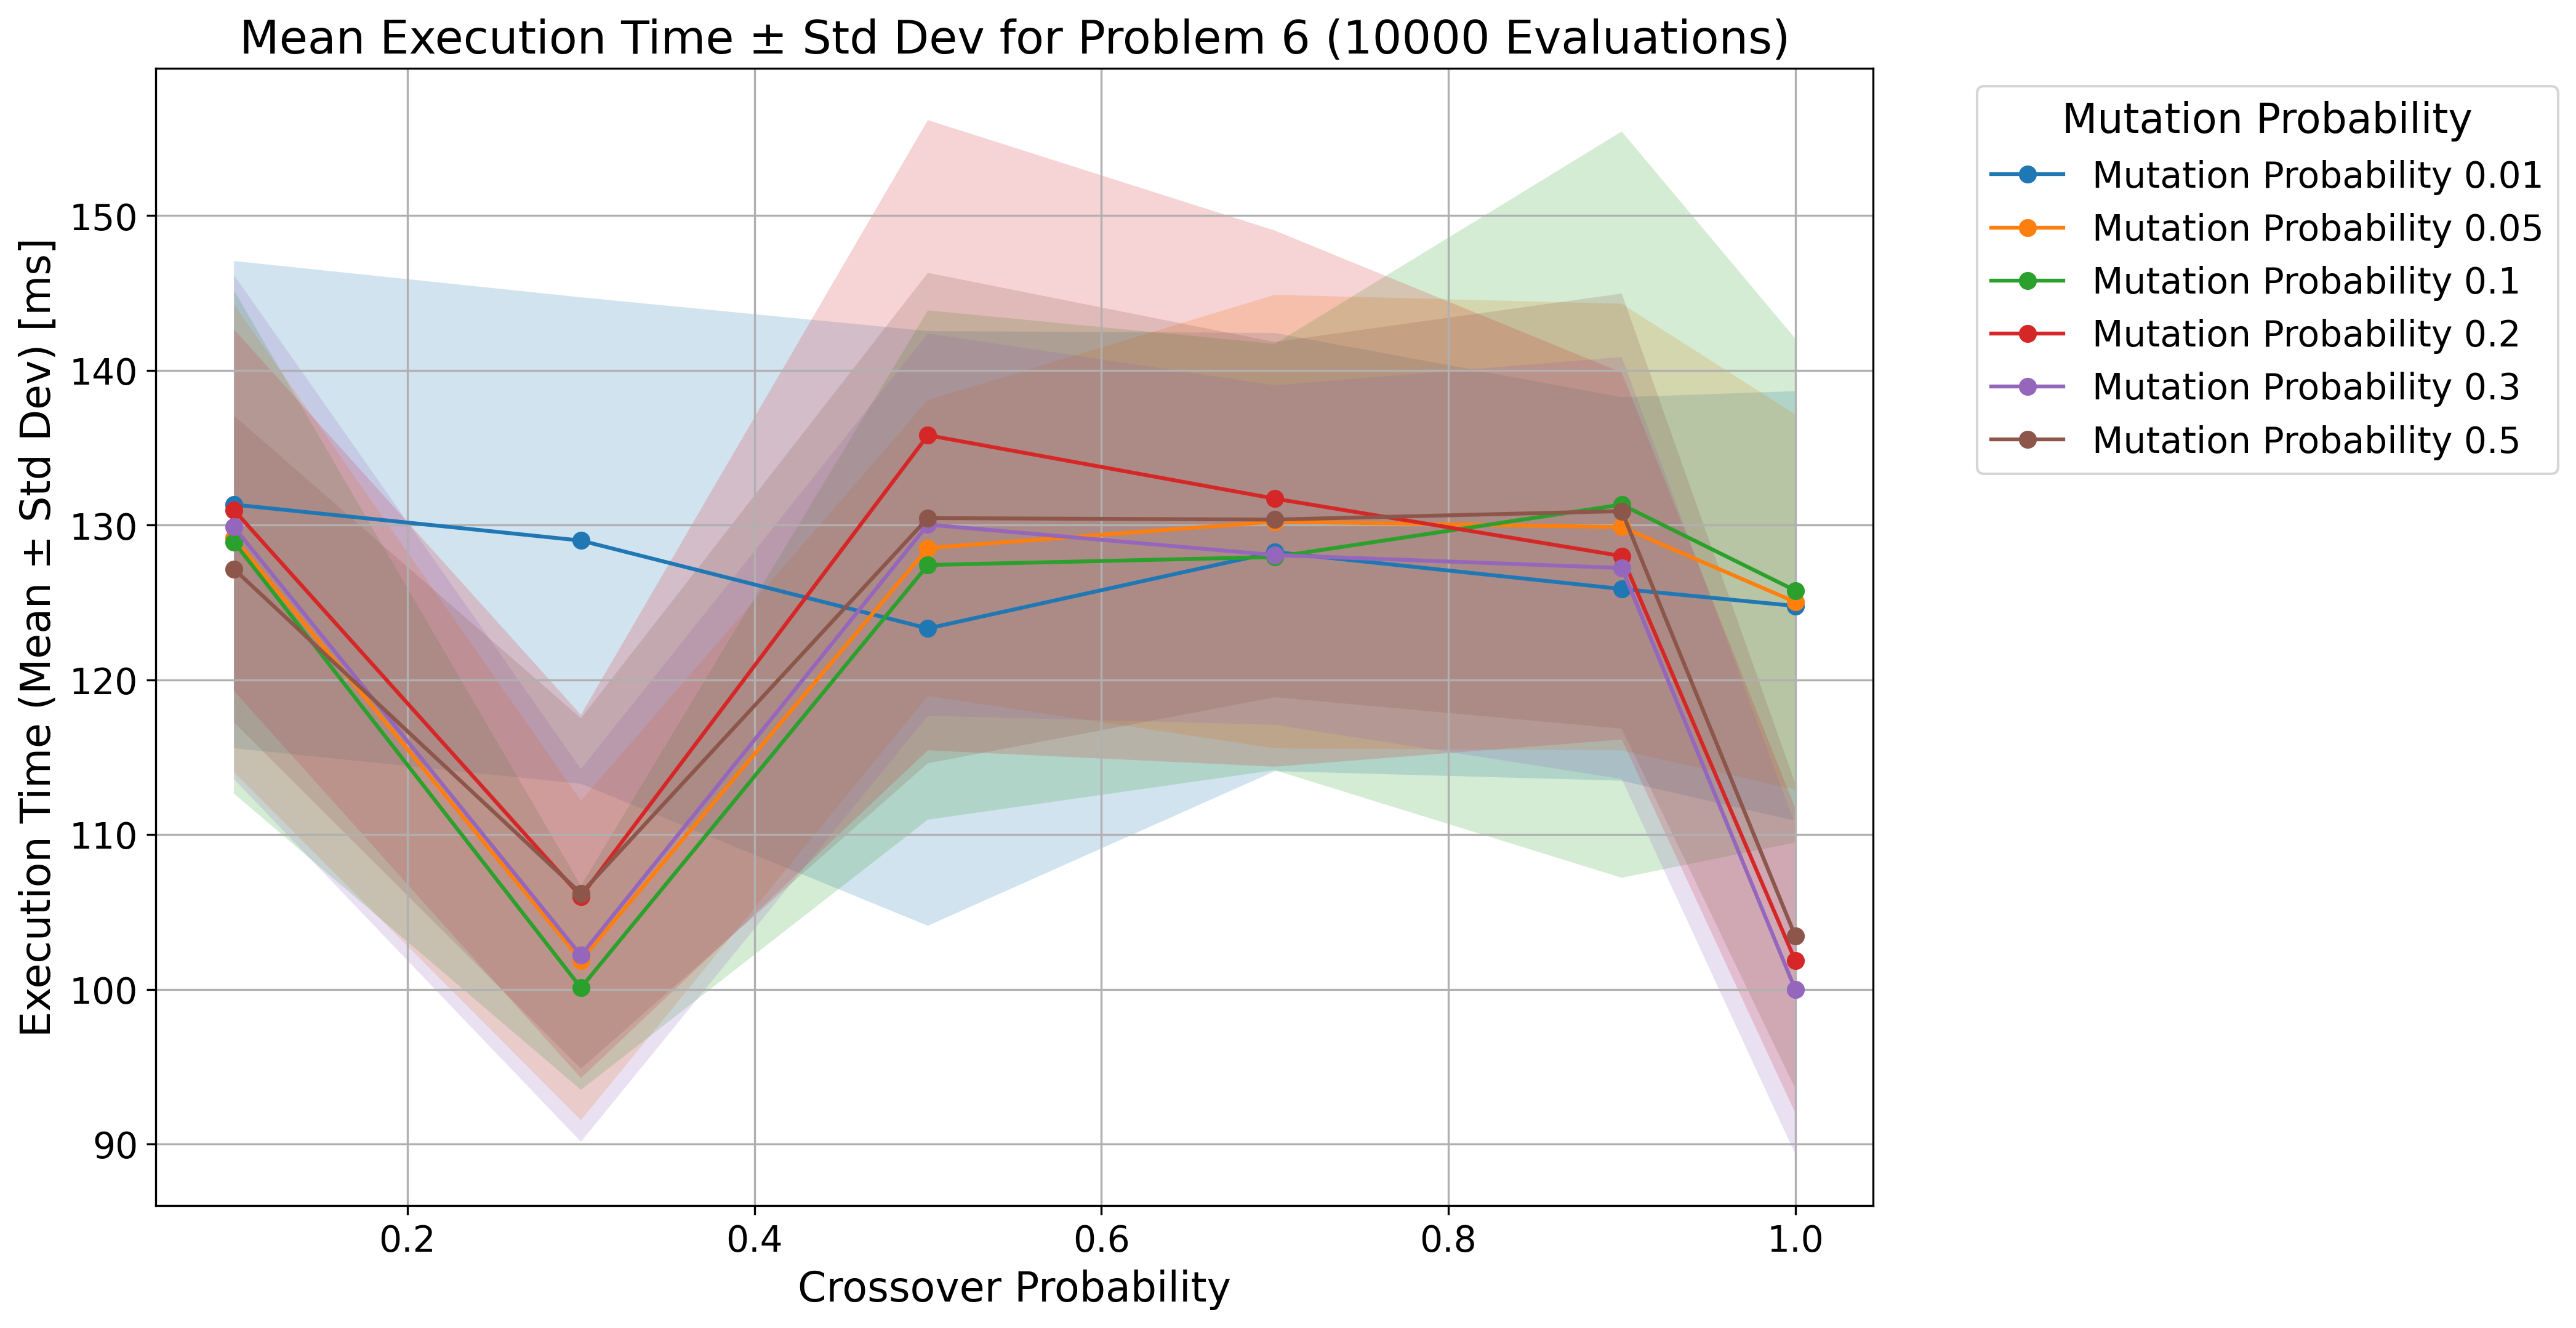 Mean Execution Time ± Std Dev for Problem 6 (10000 Evaluations)
Execution Time (Mean ± Std Dev) [ms]
150
140
130
120
110
100
90
0.2
0.4
0.6
0.8
1.0
Crossover Probability
Mutation Probability
Mutation Probability 0.01
Mutation Probability 0.05
Mutation Probability 0.1
Mutation Probability 0.2
Mutation Probability 0.3
Mutation Probability 0.5